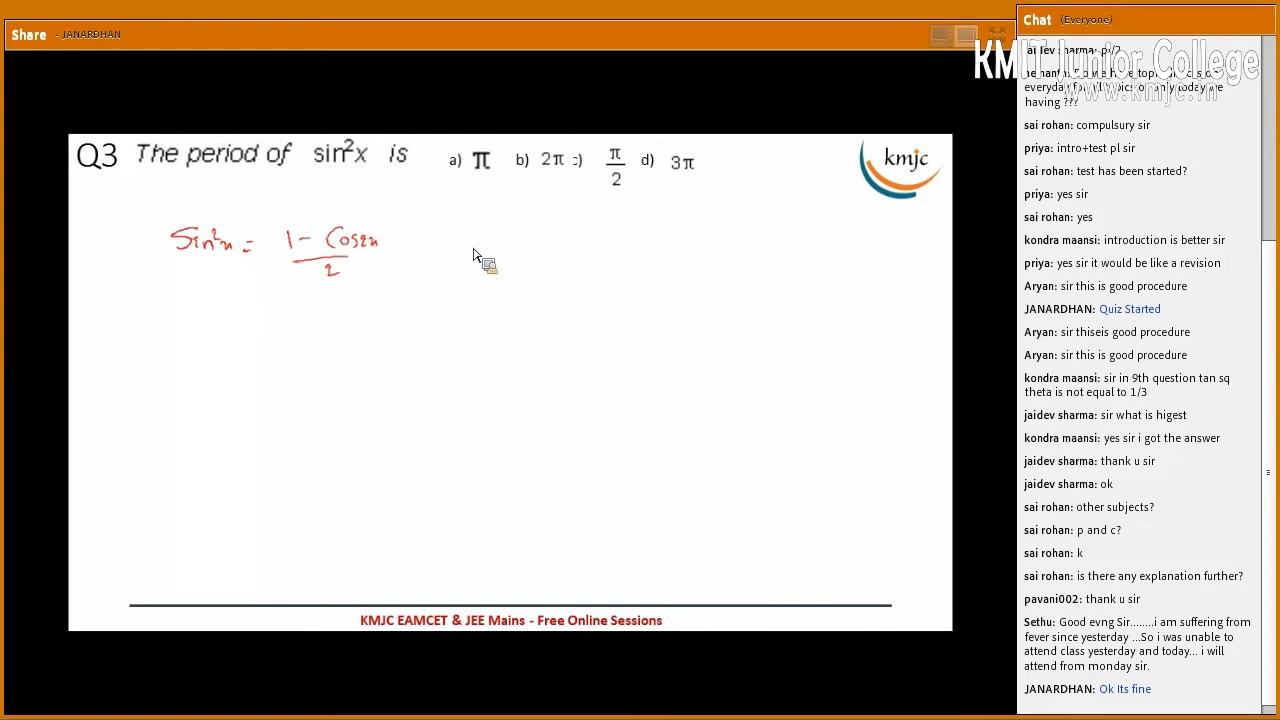 Share - JANARDHAN
Chat (Everyone)
KMIT Junior College
www.kmjc.in
jaidev sharma:
everyday
having ???
sai rohan: compulsury sir
priya: intro+test pl sir
sai rohan: test has been started?
priya: yes sir
sai rohan: yes
kondra maansi: introduction is better sir
priya: yes sir it would be like a revision
Aryan: sir this is good procedure
JANARDHAN: Quiz Started
Aryan: sir thiseis good procedure
Aryan: sir this is good procedure
kondra maansi: sir in 9th question tan sq
theta is not equal to 1/3
jaidev sharma: sir what is higest
kondra maansi: yes sir i got the answer
jaidev sharma: thank u sir
jaidev sharma: ok
sai rohan: other subjects?
sai rohan: p and c?
sai rohan: k
sai rohan: is there any explanation further?
pavani002: thank u sir
Sethu: Good evng Sir........i am suffering from
fever since yesterday ...So i was unable to
attend class yesterday and today... i will
attend from monday sir.
JANARDHAN: Ok Its fine
Q3 The period of sin²x is a) π b) 2π c) π/2 d) 3π
kmjc
Sin²x = 1 - Cos2x
2
KMJC EAMCET & JEE Mains - Free Online Sessions